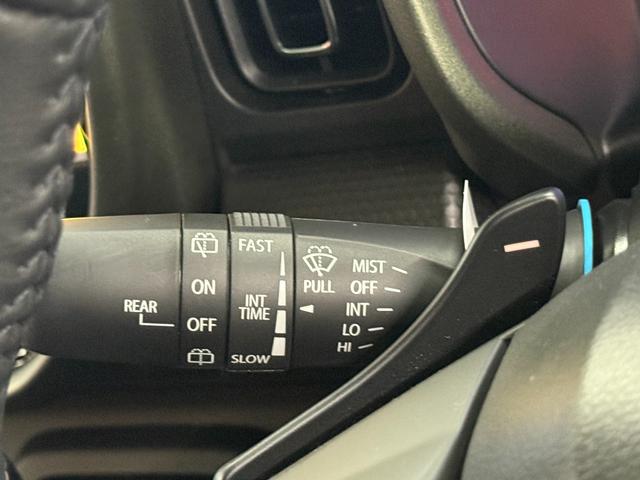 REAR
ON
OFF
FAST
INT
TIME
SLOW
PULL
MIST
OFF
INT
LO
HI